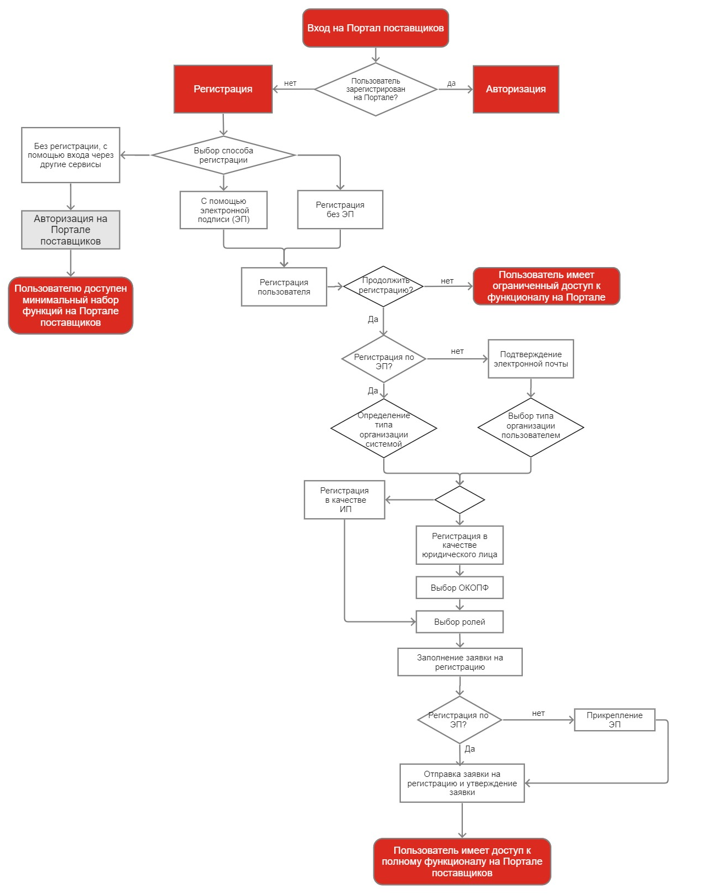 Вход на Портал поставщиков
Пользователь
зарегистрирован
на Портале?
нет
да
Регистрация
Авторизация
Без регистрации, с
помощью входа через
другие сервисы
Выбор способа
регистрации
С помощью
электронной
подписи (ЭП)
Регистрация
без ЭП
Авторизация на
Портале
поставщиков
Пользователю доступен
минимальный набор
функций на Портале
поставщиков
Регистрация
пользователя
Продолжить
регистрацию?
нет
Пользователь имеет
ограниченный доступ к
функционалу на Портале
Да
Регистрация по
ЭП?
нет
Подтверждение
электронной почты
Да
Определение
типа
организации
системой
Выбор типа
организации
пользователем
Регистрация
в качестве
ИП
Регистрация в
качестве
юридического лица
Выбор ОКОПФ
Выбор ролей
Заполнение заявки на
регистрацию
Регистрация по
ЭП?
нет
Прикрепление
ЭП
Да
Отправка заявки на
регистрацию и утверждение
заявки
Пользователь имеет доступ к
полному функционалу на Портале
поставщиков